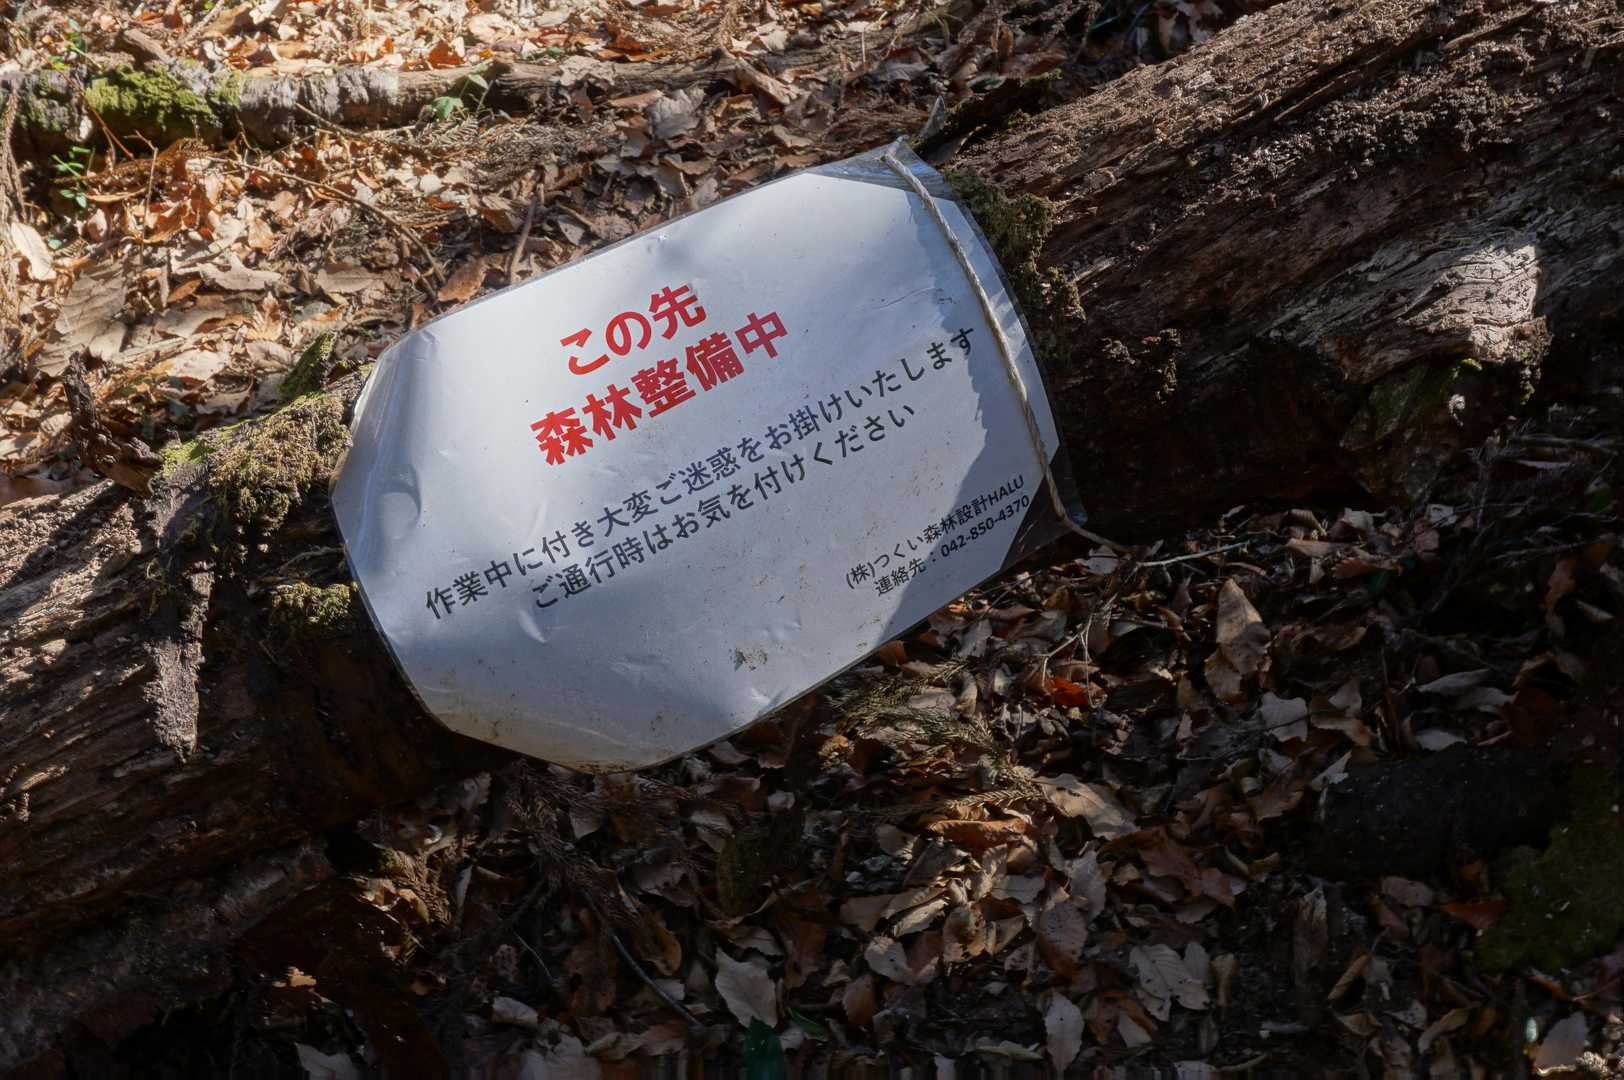 この先
森林整備中
作業中に付き大変ご迷惑をお掛けいたします
ご通行時はお気を付けください
(株)つくい森林設計HALU
連絡先：042-850-4370